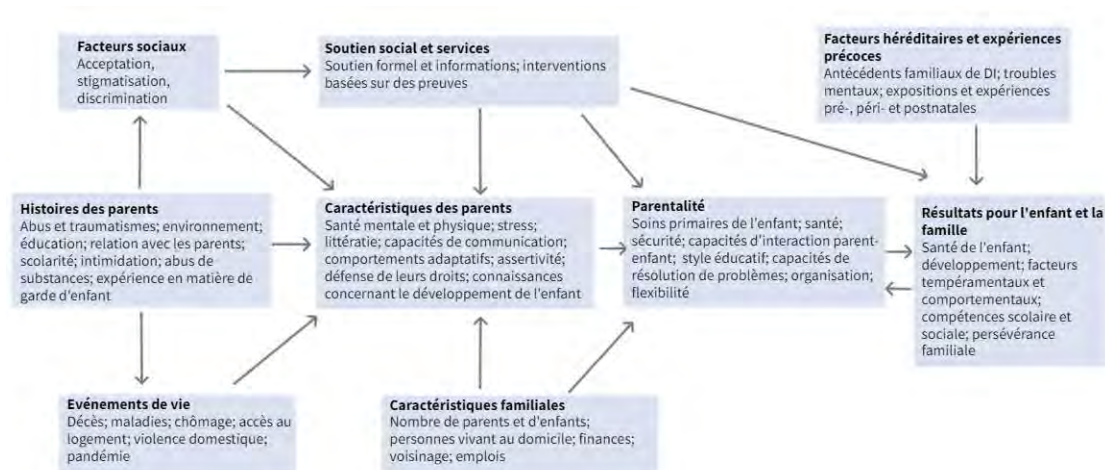 Facteurs sociaux
Acceptation,
stigmatisation,
discrimination
Soutien social et services
Soutien formel et informations; interventions
basées sur des preuves
Facteurs héréditaires et expériences
précoces
Antécédents familiaux de DI; troubles
mentaux; expositions et expériences
pré-, péri- et postnatales
Histoires des parents
Abus et traumatismes; environnement;
éducation; relation avec les parents;
scolarité; intimidation; abus de
substances; expérience en matière de
garde d'enfant
Caractéristiques des parents
Santé mentale et physique; stress;
littératie; capacités de communication;
comportements adaptatifs; assertivité;
défense de leurs droits; connaissances
concernant le développement de l'enfant
Parentalité
Soins primaires de l'enfant; santé;
sécurité; capacités d'interaction parent-
enfant; style éducatif; capacités de
résolution de problèmes; organisation;
flexibilité
Résultats pour l'enfant et la
famille
Santé de l'enfant;
développement; facteurs
tempéramentaux et
comportementaux;
compétences scolaire et
sociale; persévérance
familiale
Evénements de vie
Décès; maladies; chômage; accès au
logement; violence domestique;
pandémie
Caractéristiques familiales
Nombre de parents et d'enfants;
personnes vivant au domicile; finances;
voisinage; emplois